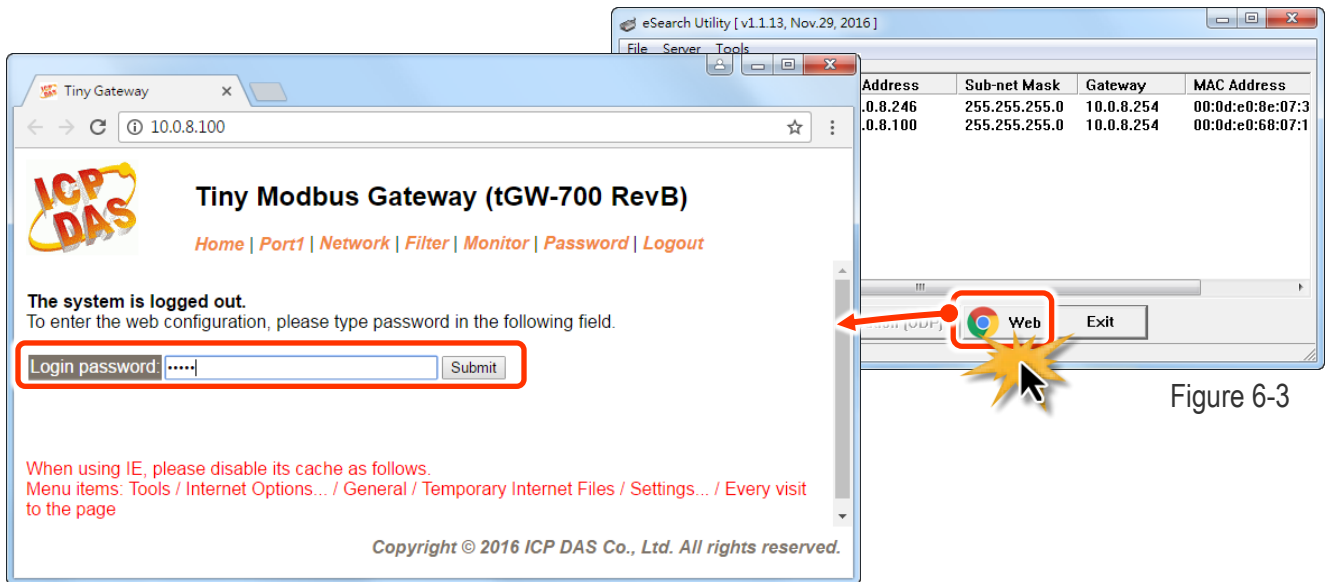 eSearch Utility [ v1.1.13, Nov.29, 2016 ]
File Server Tools
Address Sub-net Mask Gateway MAC Address
.0.8.246 255.255.255.0 10.0.8.254 00:0d:e0:8e:07:3
.0.8.100 255.255.255.0 10.0.8.254 00:0d:e0:68:07:1
(UDP) Web Exit
Figure 6-3
Tiny Gateway
10.0.8.100
ICP
DAS
Tiny Modbus Gateway (tGW-700 RevB)
Home | Port1 | Network | Filter | Monitor | Password | Logout
The system is logged out.
To enter the web configuration, please type password in the following field.
Login password: ••••• Submit
When using IE, please disable its cache as follows.
Menu items: Tools / Internet Options... / General / Temporary Internet Files / Settings... / Every visit
to the page
Copyright © 2016 ICP DAS Co., Ltd. All rights reserved.